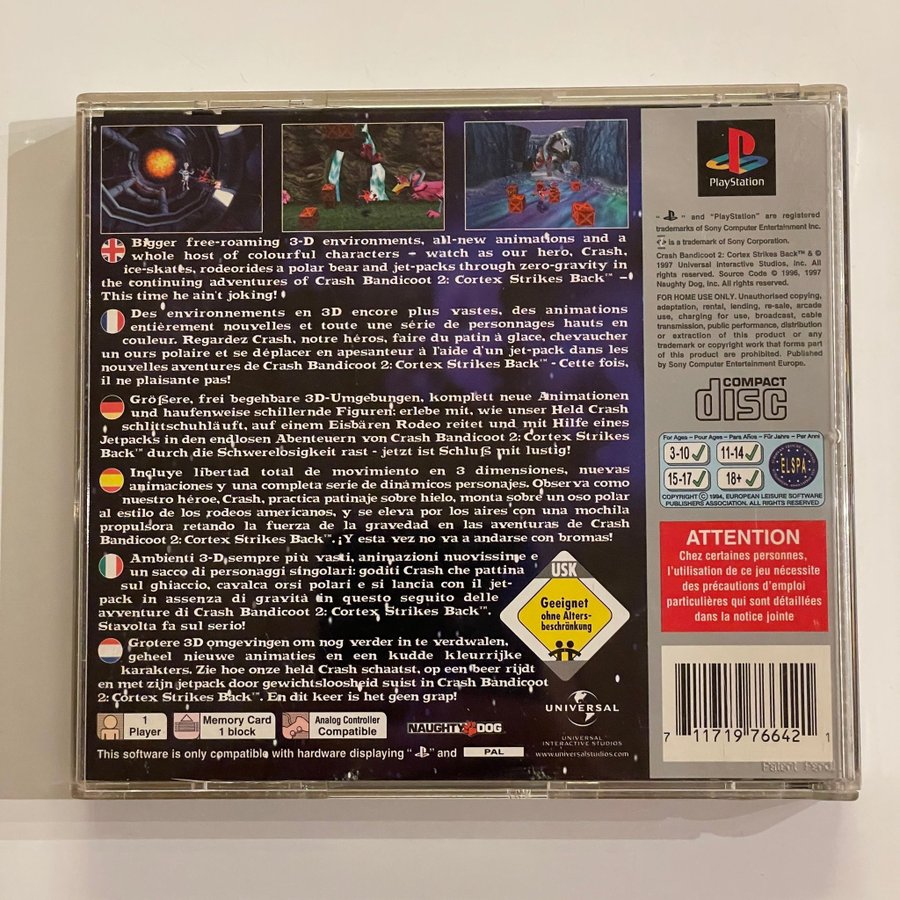 Bigger free-roaming 3-D environments, all-new animations and a
whole host of colourful characters – watch as our hero, Crash,
ice-skates, rodeorides a polar bear and jet-packs through zero-gravity in
the continuing adventures of Crash Bandicoot 2: Cortex Strikes Back™ –
This time he ain't joking!
Des environnements en 3D encore plus vastes, des animations
entièrement nouvelles et toute une série de personnages hauts en
couleur. Regardez Crash, notre héros, faire du patin à glace, chevaucher
un ours polaire et se déplacer en apesanteur à l'aide d'un jet-pack dans les
nouvelles aventures de Crash Bandicoot 2: Cortex Strikes Back™ - Cette fois,
il ne plaisante pas!
Größere, frei begehbare 3D-Umgebungen, komplett neue Animationen
und haufenweise schillernde Figuren: erlebe mit, wie unser Held Crash
schlittschuhläuft, auf einem Eisbären Rodeo reitet und mit Hilfe eines
Jetpacks in den endlosen Abenteuern von Crash Bandicoot 2: Cortex Strikes
Back™ durch die Schwerelosigkeit rast - jetzt ist Schluß mit lustig!
Incluye libertad total de movimiento en 3 dimensiones, nuevas
animaciones y una completa serie de dinámicos personajes. Observa como
nuestro héroe, Crash, practica patinaje sobre hielo, monta sobre un oso polar
al estilo de los rodeos americanos, y se eleva por los aires con una mochila
propulsora retando la fuerza de la gravedad en las aventuras de Crash
Bandicoot 2: Cortex Strikes Back™. ¡Y esta vez no va a andarse con bromas!
Ambienti 3-D sempre più vasti, animazioni nuovissime e
un sacco di personaggi singolari: goditi Crash che pattina
sul ghiaccio, cavalca orsi polari e si lancia con il jet-
pack in assenza di gravità in questo seguito delle
avventure di Crash Bandicoot 2: Cortex Strikes Back™.
Stavolta fa sul serio!
Grotere 3D omgevingen om nog verder in te verdwalen,
geheel nieuwe animaties en een kudde kleurrijke
karakters. Zie hoe onze held Crash schaatst, op een beer rijdt
en met zijn jetpack door gewichtsloosheid suist in Crash Bandicoot
2: Cortex Strikes Back™. En dit keer is het geen grap!
USK
Geeignet
ohne Alters-
beschränkung
1
Player
Memory Card
1 block
Analog Controller
Compatible
NAUGHTY DOG
UNIVERSAL
UNIVERSAL
INTERACTIVE STUDIOS
www.universalstudios.com
This software is only compatible with hardware displaying " " and PAL
PlayStation
" " and "PlayStation" are registered
trademarks of Sony Computer Entertainment Inc.
is a trademark of Sony Corporation.
Crash Bandicoot 2: Cortex Strikes Back™ & ©
1997 Universal Interactive Studios, Inc. All
rights reserved. Source Code © 1996, 1997
Naughty Dog, Inc. All rights reserved.
FOR HOME USE ONLY. Unauthorised copying,
adaptation, rental, lending, re-sale, arcade
use, charging for use, broadcast, cable
transmission, public performance, distribution
or extraction of this product or any
trademark or copyright work that forms part
of this product are prohibited. Published
by Sony Computer Entertainment Europe.
COMPACT
disc
For Ages – Pour Ages – Para Años – Für Jahre – Per Anni
3-10 ✓ 11-14 ✓
15-17 ✓ 18+ ✓
ELSPA
COPYRIGHT © 1994, EUROPEAN LEISURE SOFTWARE
PUBLISHERS ASSOCIATION. ALL RIGHTS RESERVED
ATTENTION
Chez certaines personnes,
l'utilisation de ce jeu nécessite
des précautions d'emploi
particulières qui sont détaillées
dans la notice jointe
7 11719 76642 1
Patent Pend.